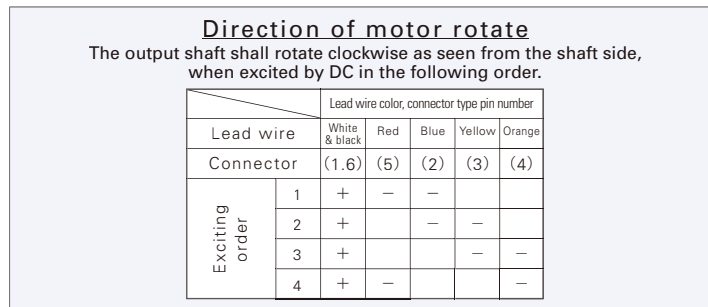 Direction of motor rotate
The output shaft shall rotate clockwise as seen from the shaft side,
when excited by DC in the following order.
Lead wire color, connector type pin number
Lead wire White & black Red Blue Yellow Orange
Connector (1.6) (5) (2) (3) (4)
Exciting order
1 + − −
2 + − −
3 + − −
4 + − −